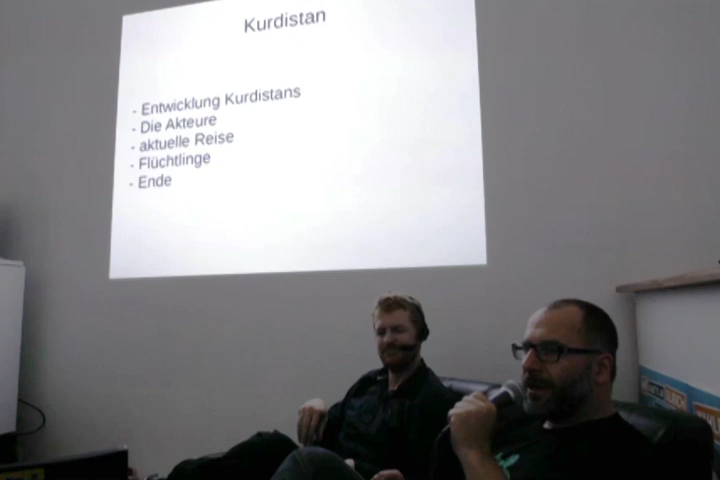 Kurdistan
- Entwicklung Kurdistans
- Die Akteure
- aktuelle Reise
- Flüchtlinge
- Ende